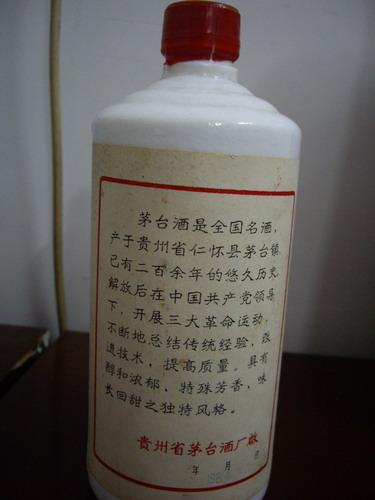 茅台酒是全国名酒,
产于贵州省仁怀县茅台镇,
已有二百余年的悠久历史,
解放后在中国共产党领导
下，开展三大革命运动,
不断地总结传统经验，改
进技术，提高质量。具有
醇和浓郁，特殊芳香、味
长回甜之独特风格。
贵州省茅台酒厂啟
年 月 日